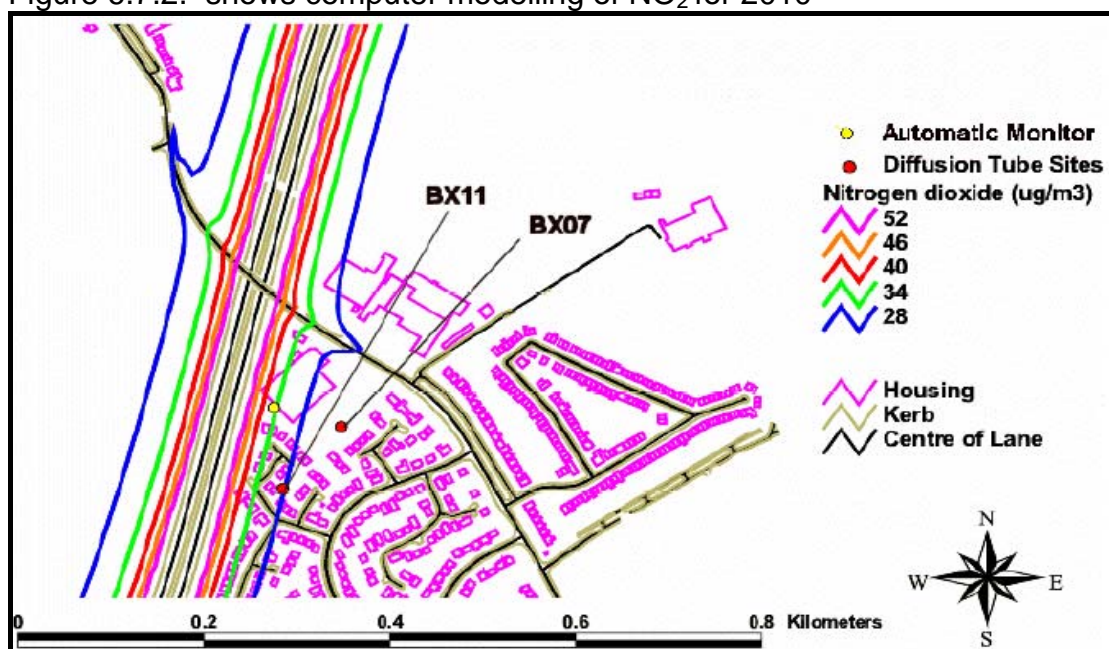 Figure 5.7.2. shows computer modelling of NO2 for 2010
BX11
BX07
Automatic Monitor
Diffusion Tube Sites
Nitrogen dioxide (ug/m3)
52
46
40
34
28
Housing
Kerb
Centre of Lane
N
W E
S
0 0.2 0.4 0.6 0.8 Kilometers